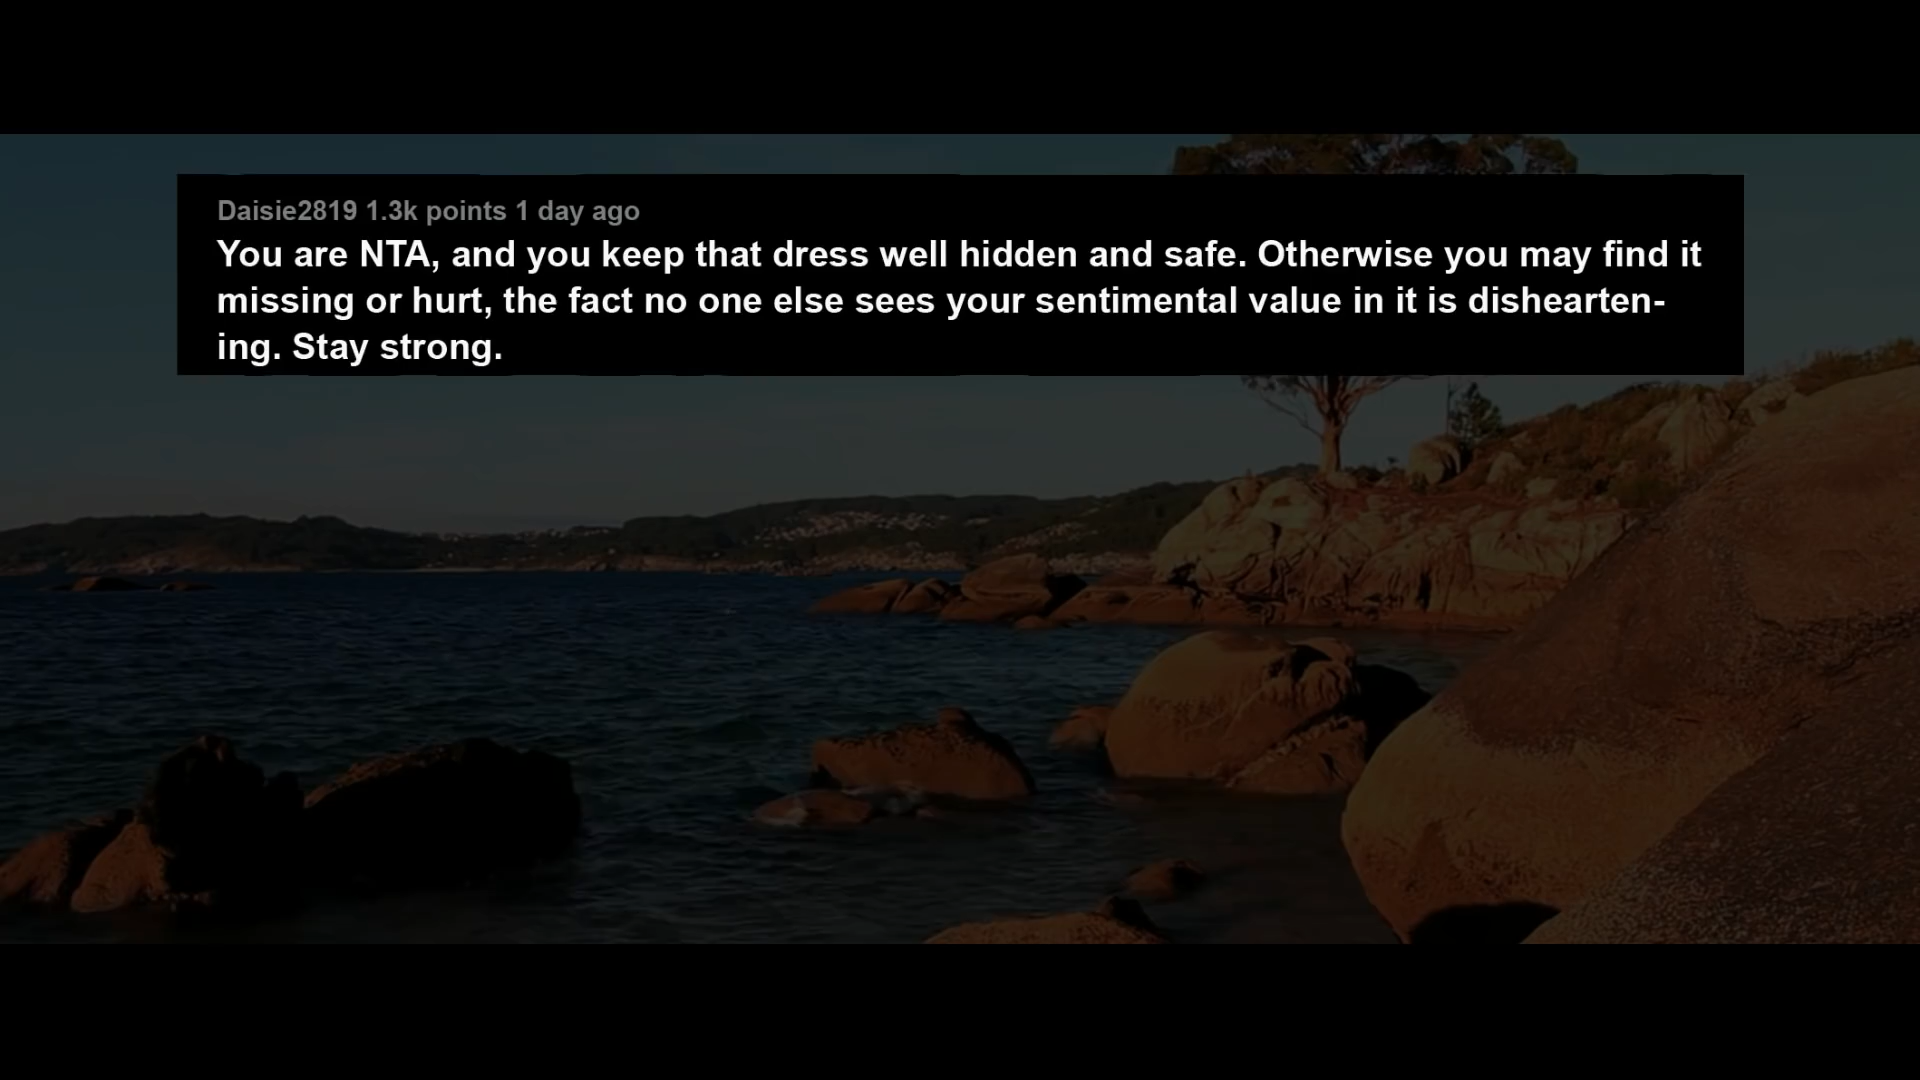 Daisie2819 1.3k points 1 day ago
You are NTA, and you keep that dress well hidden and safe. Otherwise you may find it
missing or hurt, the fact no one else sees your sentimental value in it is dishearten-
ing. Stay strong.